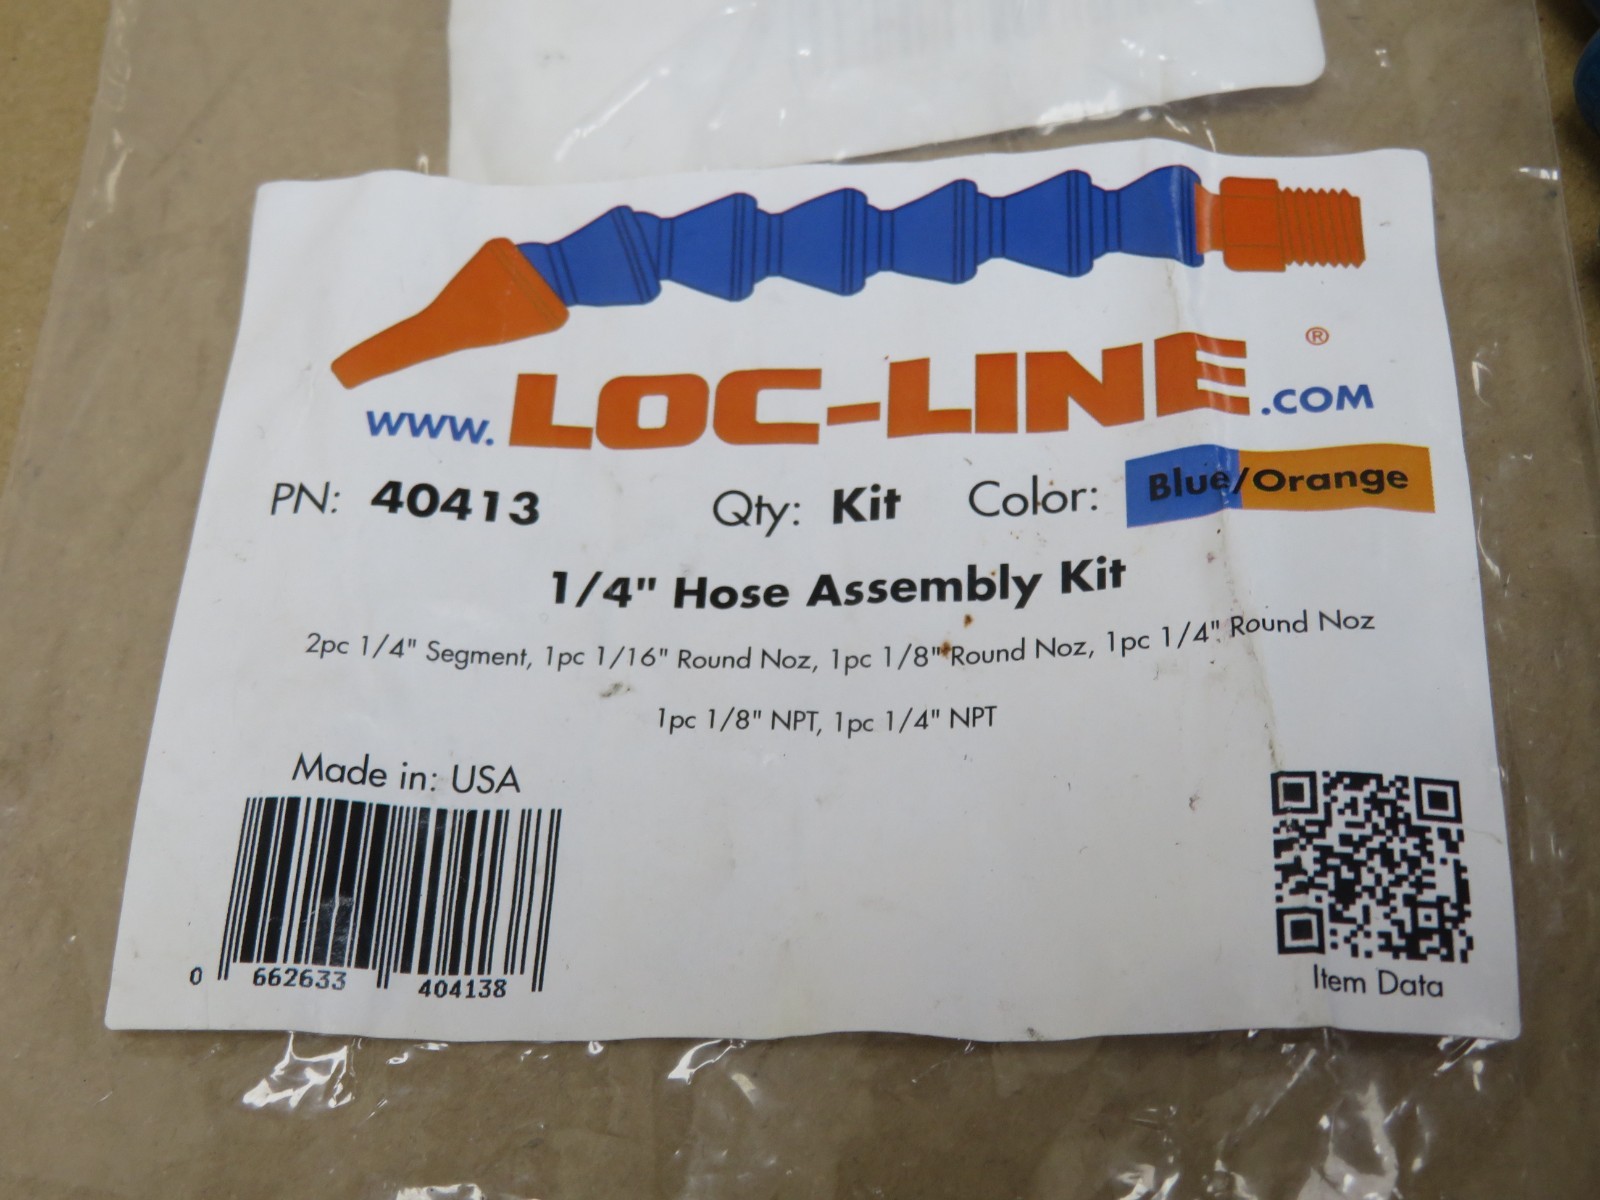 www.LOC-LINE®.COM
PN: 40413 Qty: Kit Color: Blue/Orange
1/4" Hose Assembly Kit
2pc 1/4" Segment, 1pc 1/16" Round Noz, 1pc 1/8" Round Noz, 1pc 1/4" Round Noz
1pc 1/8" NPT, 1pc 1/4" NPT
Made in: USA
0 662633 404138
Item Data